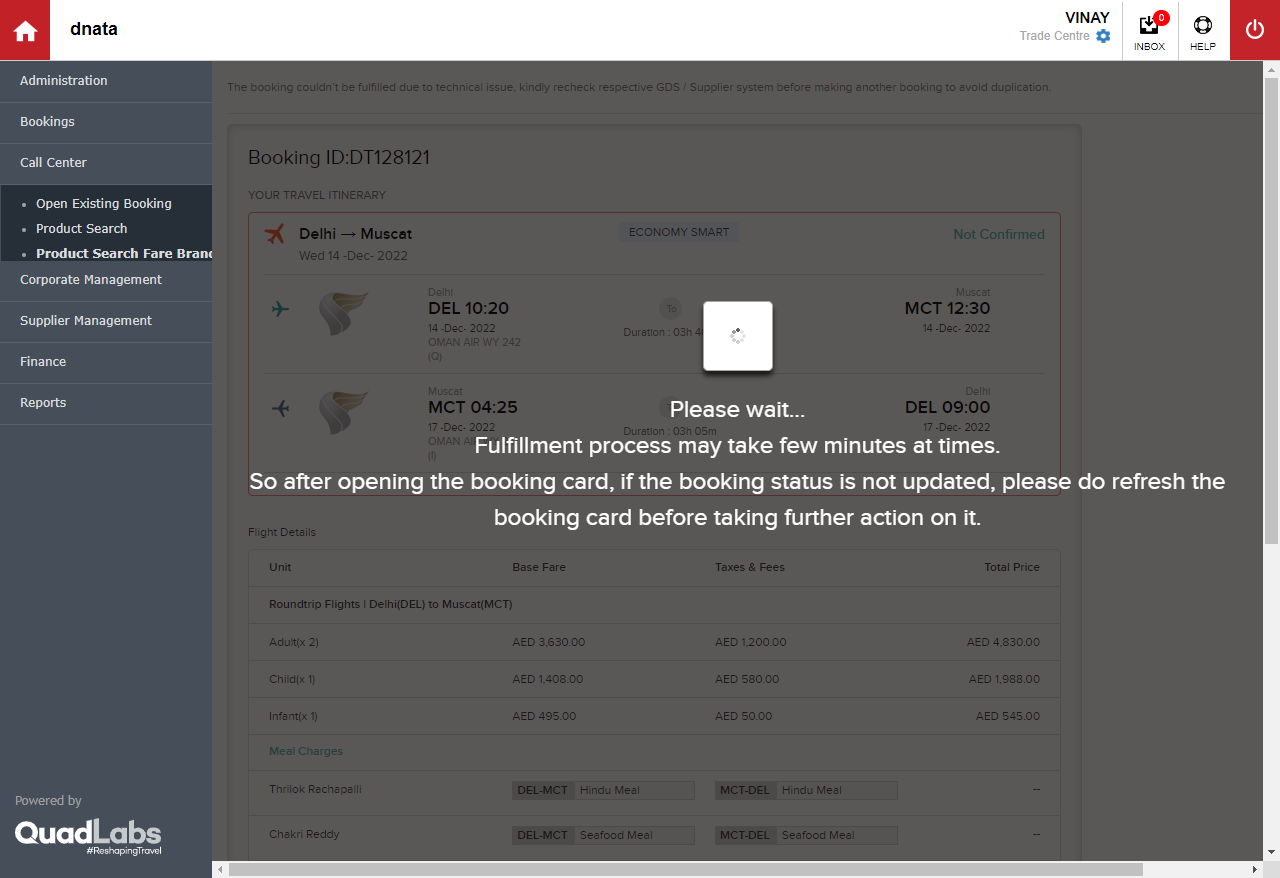 dnata
VINAY
Trade Centre
0
INBOX
HELP
Administration
Bookings
Call Center
Open Existing Booking
Product Search
Product Search Fare Brand
Corporate Management
Supplier Management
Finance
Reports
Powered by
QuadLabs
#ReshapingTravel
The booking couldn't be fulfilled due to technical issue, kindly recheck respective GDS / Supplier system before making another booking to avoid duplication.
Booking ID:DT128121
YOUR TRAVEL ITINERARY
Delhi → Muscat
ECONOMY SMART
Not Confirmed
Wed 14 -Dec- 2022
Delhi
Muscat
DEL 10:20
To
MCT 12:30
14 -Dec- 2022
Duration : 03h
14 -Dec- 2022
OMAN AIR WY 242
(Q)
Muscat
Delhi
MCT 04:25
DEL 09:00
17 -Dec- 2022
Duration : 03h 05m
17 -Dec- 2022
OMAN AIR
(I)
Please wait...
Fulfillment process may take few minutes at times.
So after opening the booking card, if the booking status is not updated, please do refresh the
booking card before taking further action on it.
Flight Details
Unit Base Fare Taxes & Fees Total Price
Roundtrip Flights | Delhi(DEL) to Muscat(MCT)
Adult(x 2) AED 3,630.00 AED 1,200.00 AED 4,830.00
Child(x 1) AED 1,408.00 AED 580.00 AED 1,988.00
Infant(x 1) AED 495.00 AED 50.00 AED 545.00
Meal Charges
Thrilok Rachapalli DEL-MCT Hindu Meal MCT-DEL Hindu Meal --
Chakri Reddy DEL-MCT Seafood Meal MCT-DEL Seafood Meal --